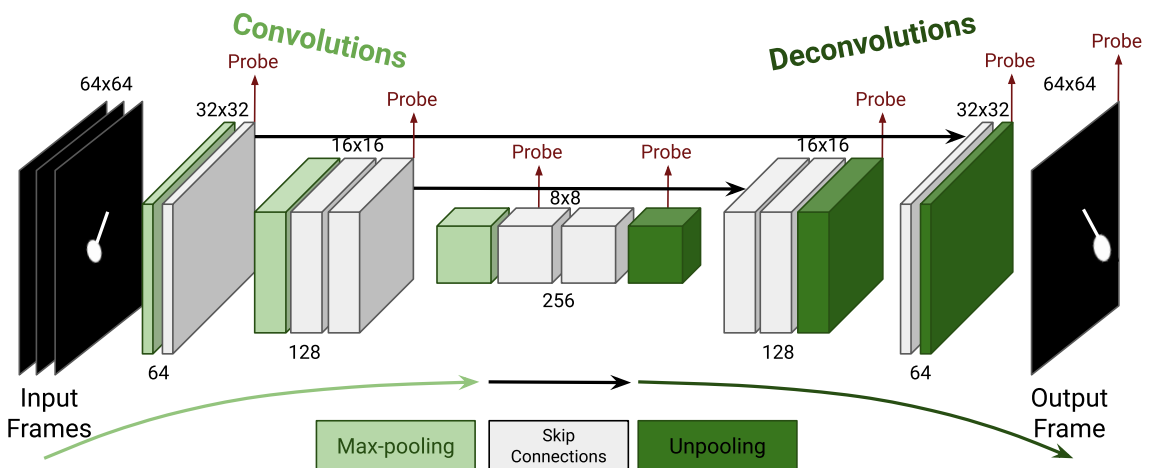 Convolutions
Deconvolutions
Probe
Probe
Probe
Probe
Probe
Probe
Probe
64x64
32x32
16x16
8x8
16x16
32x32
64x64
64
128
256
128
64
Input
Frames
Output
Frame
Max-pooling
Skip
Connections
Unpooling